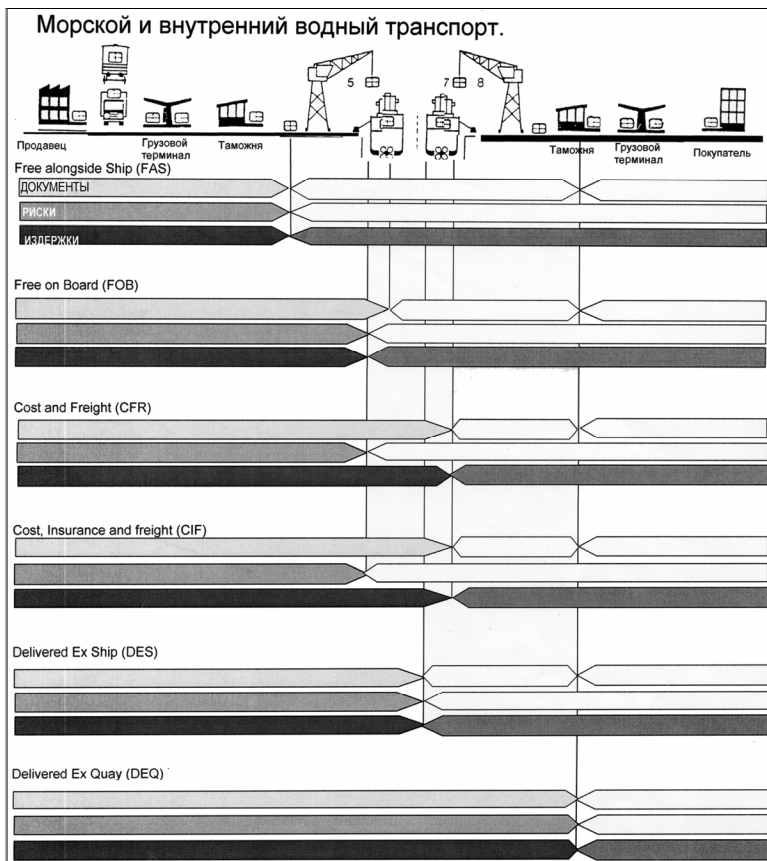 Морской и внутренний водный транспорт.
5 7 8
Продавец
Грузовой терминал
Таможня
Таможня
Грузовой терминал
Покупатель
Free alongside Ship (FAS)
ДОКУМЕНТЫ
РИСКИ
ИЗДЕРЖКИ
Free on Board (FOB)
Cost and Freight (CFR)
Cost, Insurance and freight (CIF)
Delivered Ex Ship (DES)
Delivered Ex Quay (DEQ)